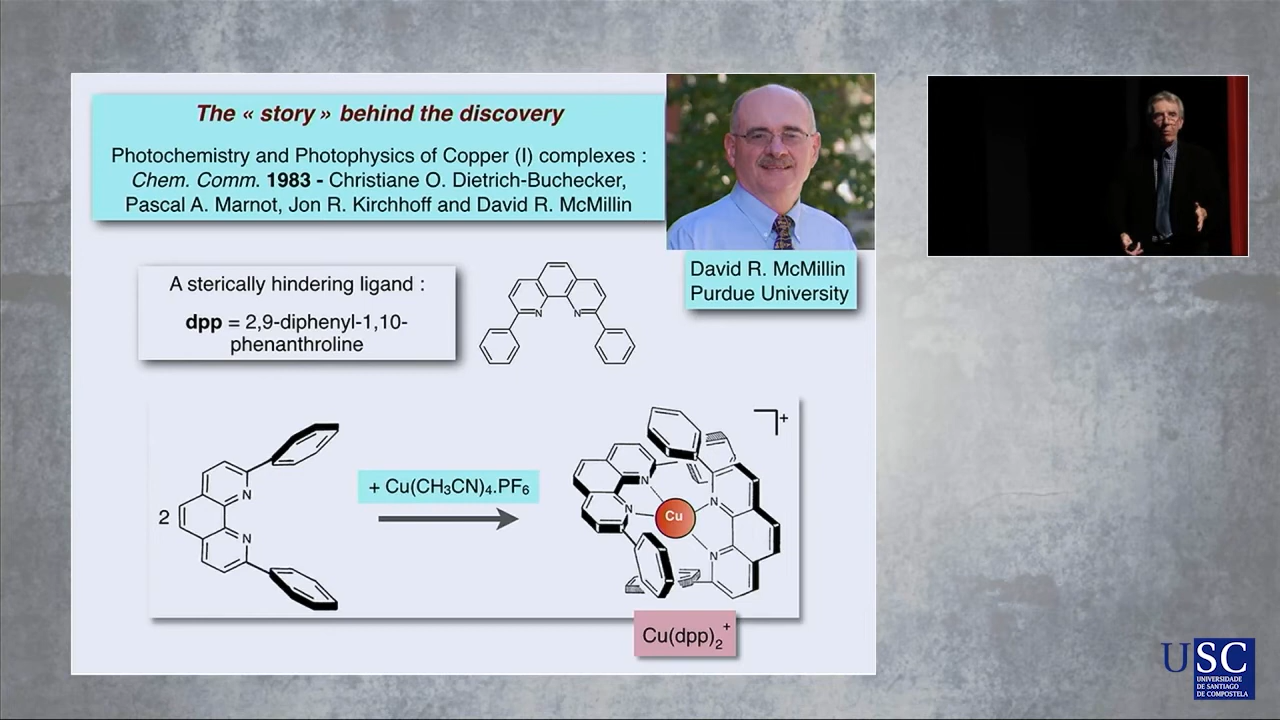 The « story » behind the discovery
Photochemistry and Photophysics of Copper (I) complexes :
Chem. Comm. 1983 - Christiane O. Dietrich-Buchecker,
Pascal A. Marnot, Jon R. Kirchhoff and David R. McMillin
David R. McMillin
Purdue University
A sterically hindering ligand :
dpp = 2,9-diphenyl-1,10-
phenanthroline
N N
2
N
N
+ Cu(CH₃CN)₄.PF₆
N
N
Cu
N
N
+
Cu(dpp)₂⁺
USC
UNIVERSIDADE
DE SANTIAGO
DE COMPOSTELA